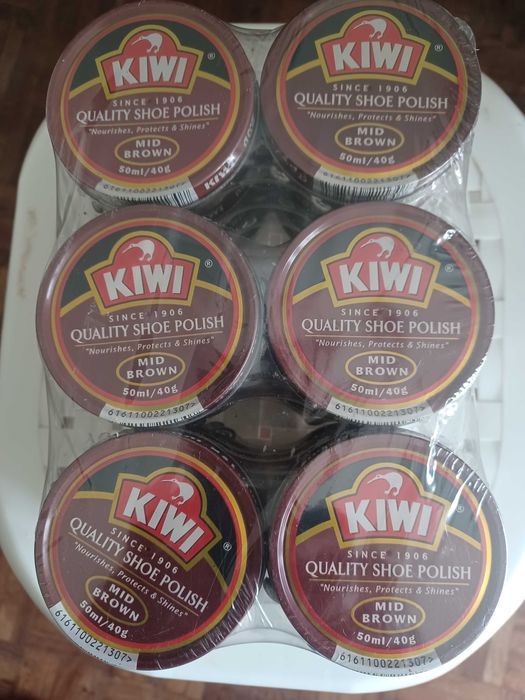 KIWI
®
SINCE 1906
QUALITY SHOE POLISH
"Nourishes, Protects & Shines"
MID
BROWN
50ml/40g
6161100221307>
KIWI
KIWI
®
SINCE 1906
QUALITY SHOE POLISH
"Nourishes, Protects & Shines"
MID
BROWN
50ml/40g
6161100221307>
KIWI
®
SINCE 1906
QUALITY SHOE POLISH
"Nourishes, Protects & Shines"
MID
BROWN
50ml/40g
6161100221307>
KIWI
®
SINCE 1906
QUALITY SHOE POLISH
"Nourishes, Protects & Shines"
MID
BROWN
50ml/40g
6161100221307>
KIWI
®
SINCE 1906
QUALITY SHOE POLISH
"Nourishes, Protects & Shines"
MID
BROWN
50ml/40g
6161100221307>
KIWI
®
SINCE 1906
QUALITY SHOE POLISH
"Nourishes, Protects & Shines"
MID
BROWN
50ml/40g
6161100221307>